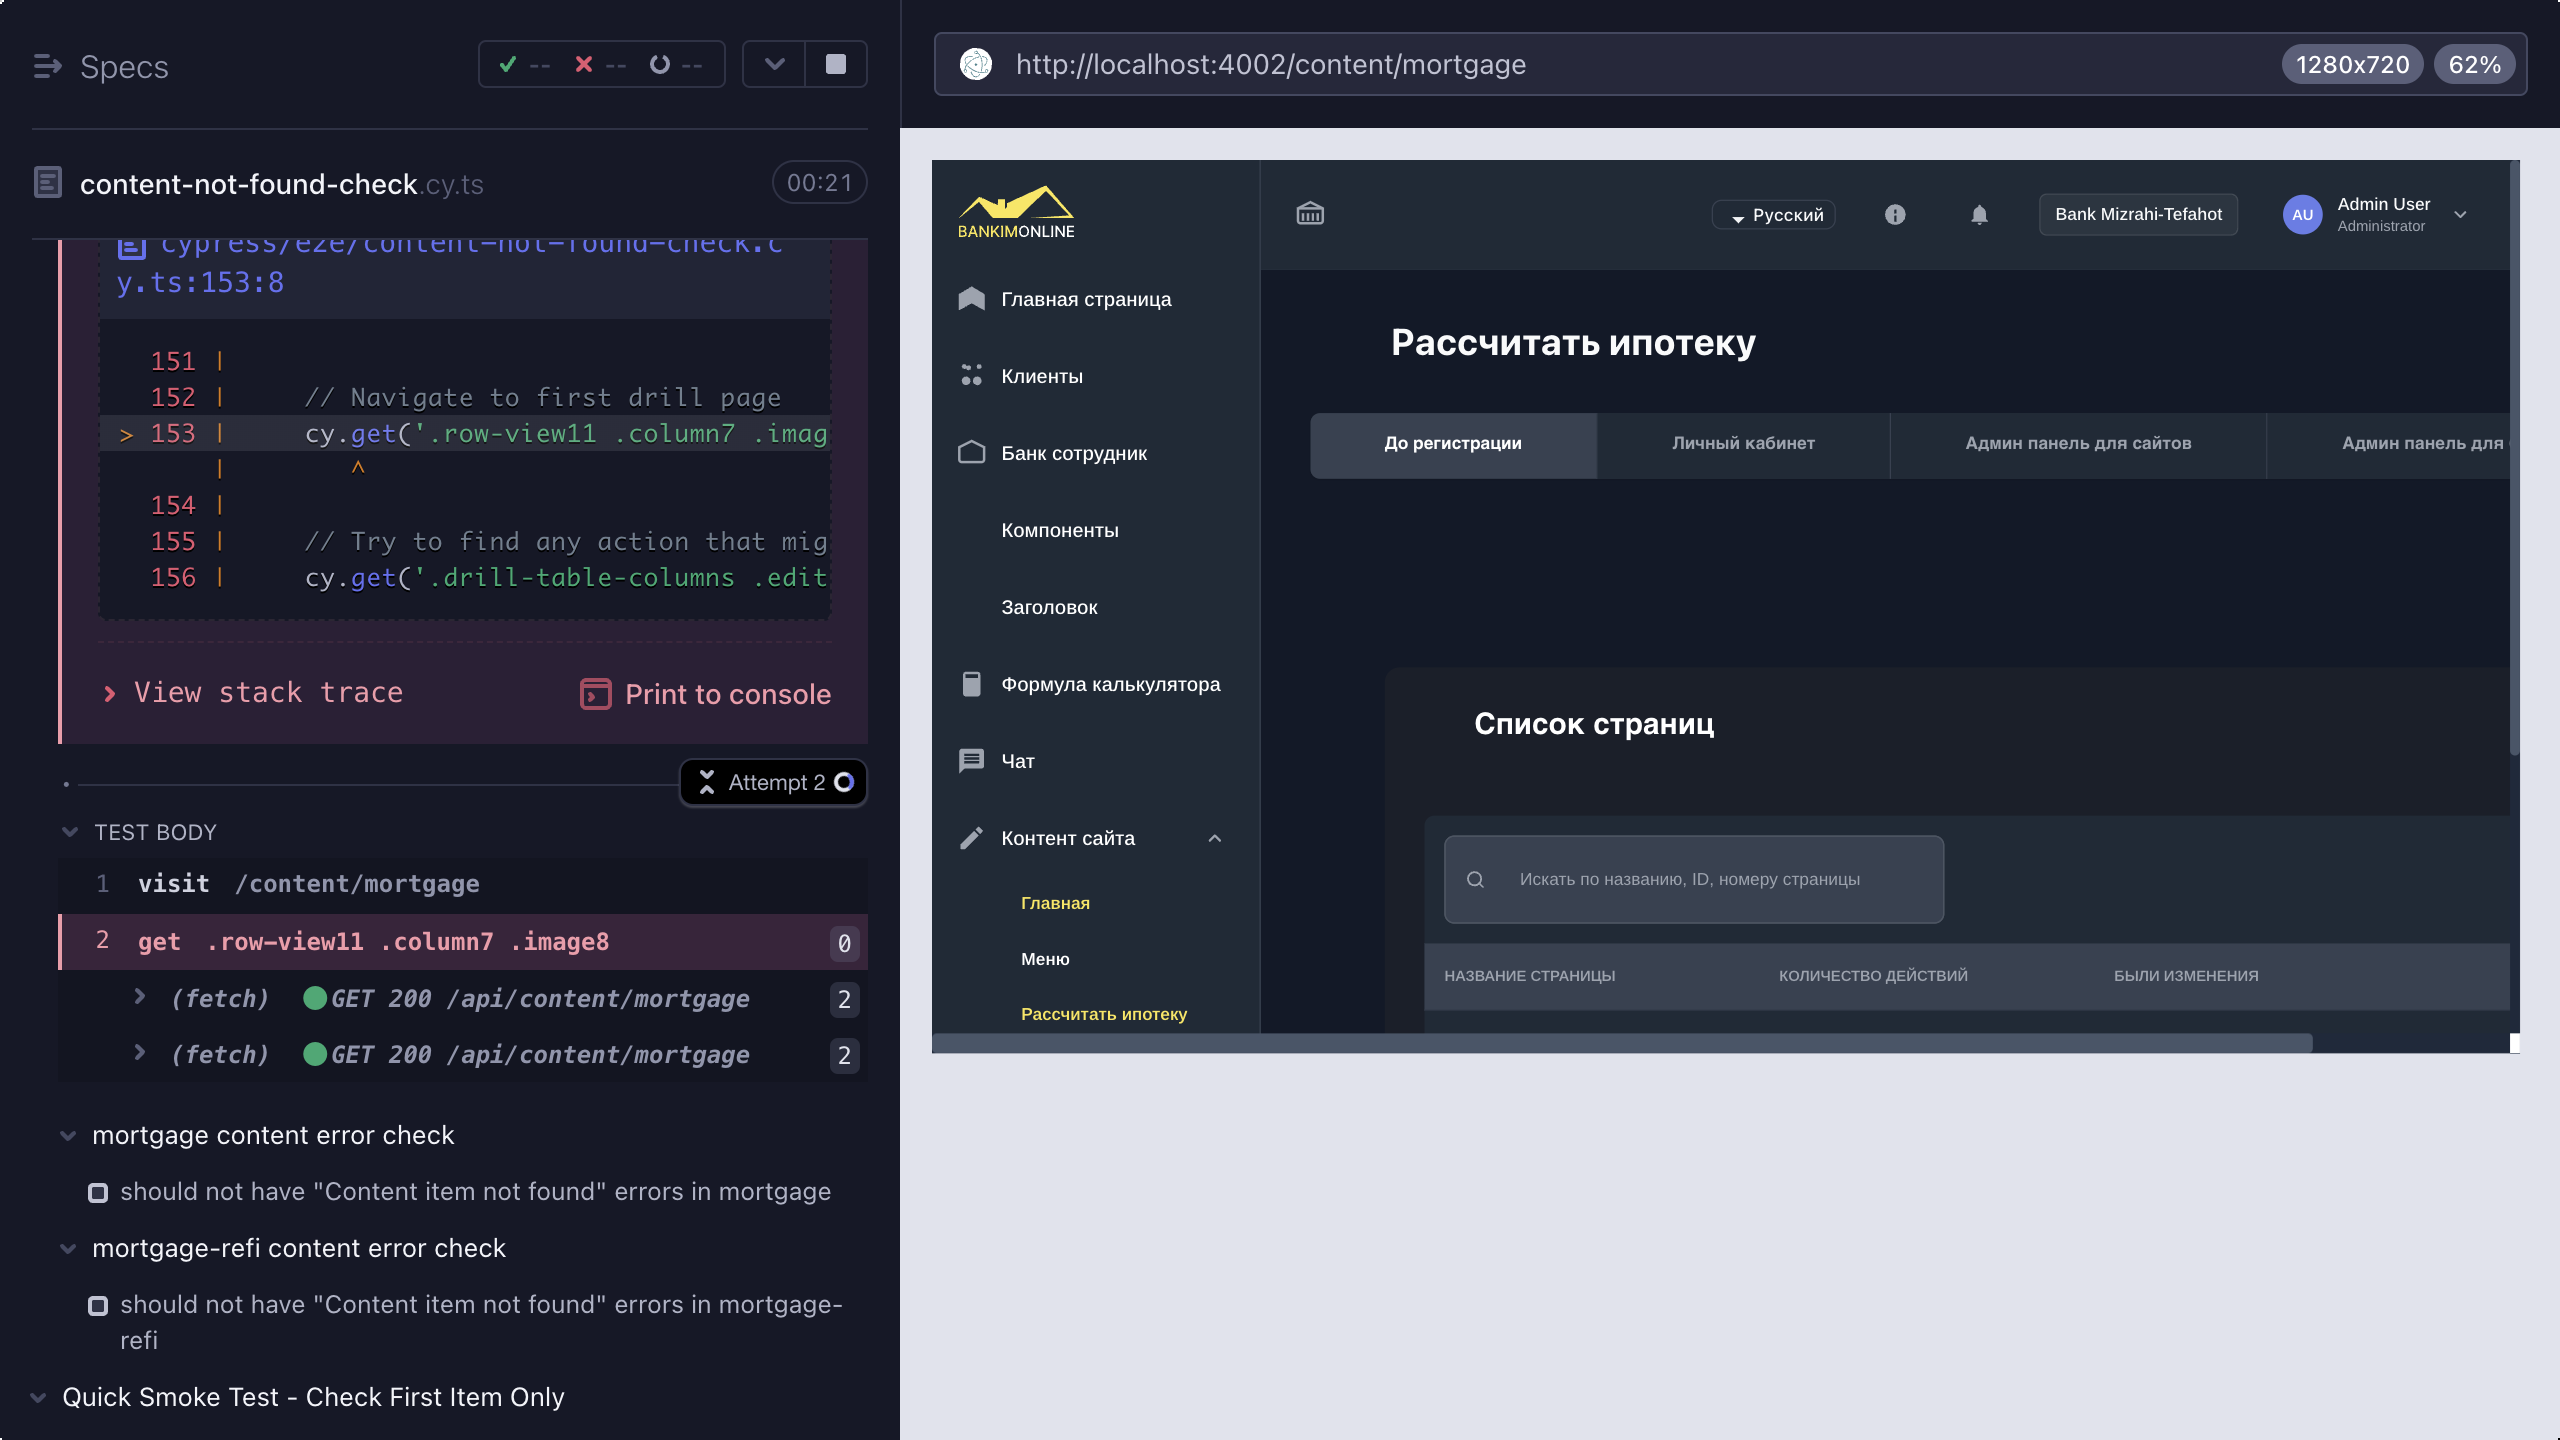 Specs
-- -- --
content-not-found-check.cy.ts
00:21
cypress/e2e/content-not-found-check.c
y.ts:153:8
151 |
152 | // Navigate to first drill page
> 153 | cy.get('.row-view11 .column7 .imag
| ^
154 |
155 | // Try to find any action that mig
156 | cy.get('.drill-table-columns .edit
View stack trace
Print to console
Attempt 2
TEST BODY
1 visit /content/mortgage
2 get .row-view11 .column7 .image8 0
(fetch) GET 200 /api/content/mortgage 2
(fetch) GET 200 /api/content/mortgage 2
mortgage content error check
should not have "Content item not found" errors in mortgage
mortgage-refi content error check
should not have "Content item not found" errors in mortgage-
refi
Quick Smoke Test - Check First Item Only
http://localhost:4002/content/mortgage
1280x720
62%
BANKIMONLINE
Русский
Bank Mizrahi-Tefahot
AU
Admin User
Administrator
Главная страница
Клиенты
Банк сотрудник
Компоненты
Заголовок
Формула калькулятора
Чат
Контент сайта
Главная
Меню
Рассчитать ипотеку
Рассчитать ипотеку
До регистрации
Личный кабинет
Админ панель для сайтов
Админ панель для
Список страниц
Искать по названию, ID, номеру страницы
НАЗВАНИЕ СТРАНИЦЫ
КОЛИЧЕСТВО ДЕЙСТВИЙ
БЫЛИ ИЗМЕНЕНИЯ